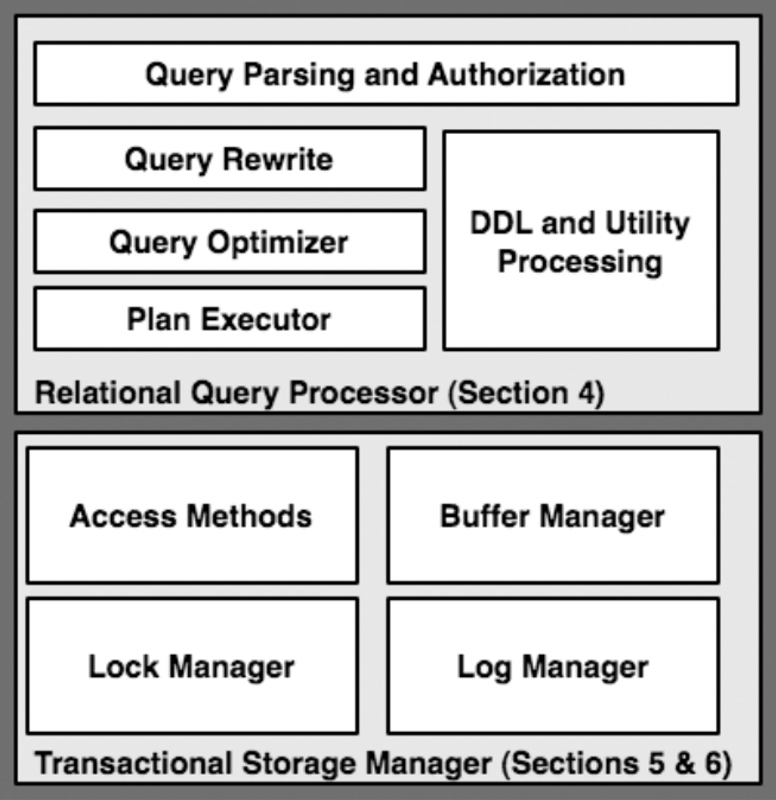 Query Parsing and Authorization
Query Rewrite
Query Optimizer
Plan Executor
DDL and Utility
Processing
Relational Query Processor (Section 4)
Access Methods
Buffer Manager
Lock Manager
Log Manager
Transactional Storage Manager (Sections 5 & 6)